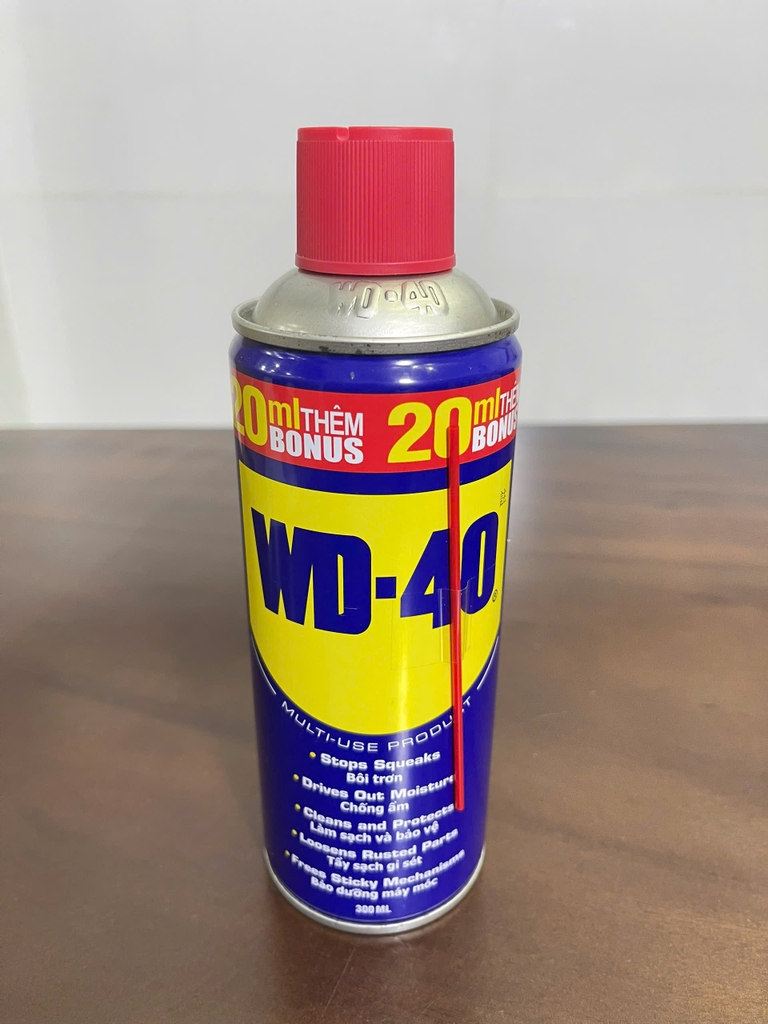 WD-40
20ml THÊM BONUS 20ml THÊM BONUS
WD-40®
MULTI-USE PRODUCT
• Stops Squeaks
Bôi trơn
• Drives Out Moisture
Chống ẩm
• Cleans and Protects
Làm sạch và bảo vệ
• Loosens Rusted Parts
Tẩy sạch gỉ sét
• Frees Sticky Mechanisms
Bảo dưỡng máy móc
300 ML